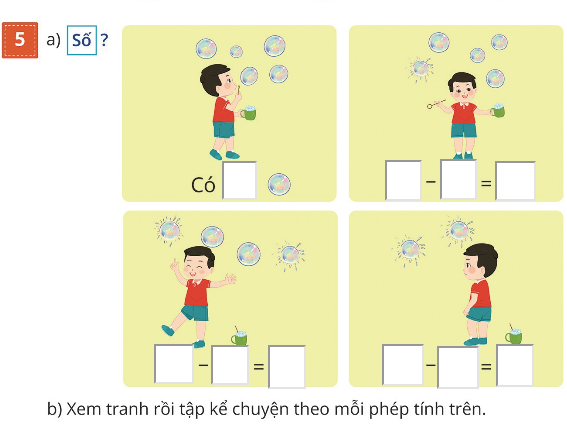 5 a) Số ?
Có
− =
− =
− =
b) Xem tranh rồi tập kể chuyện theo mỗi phép tính trên.